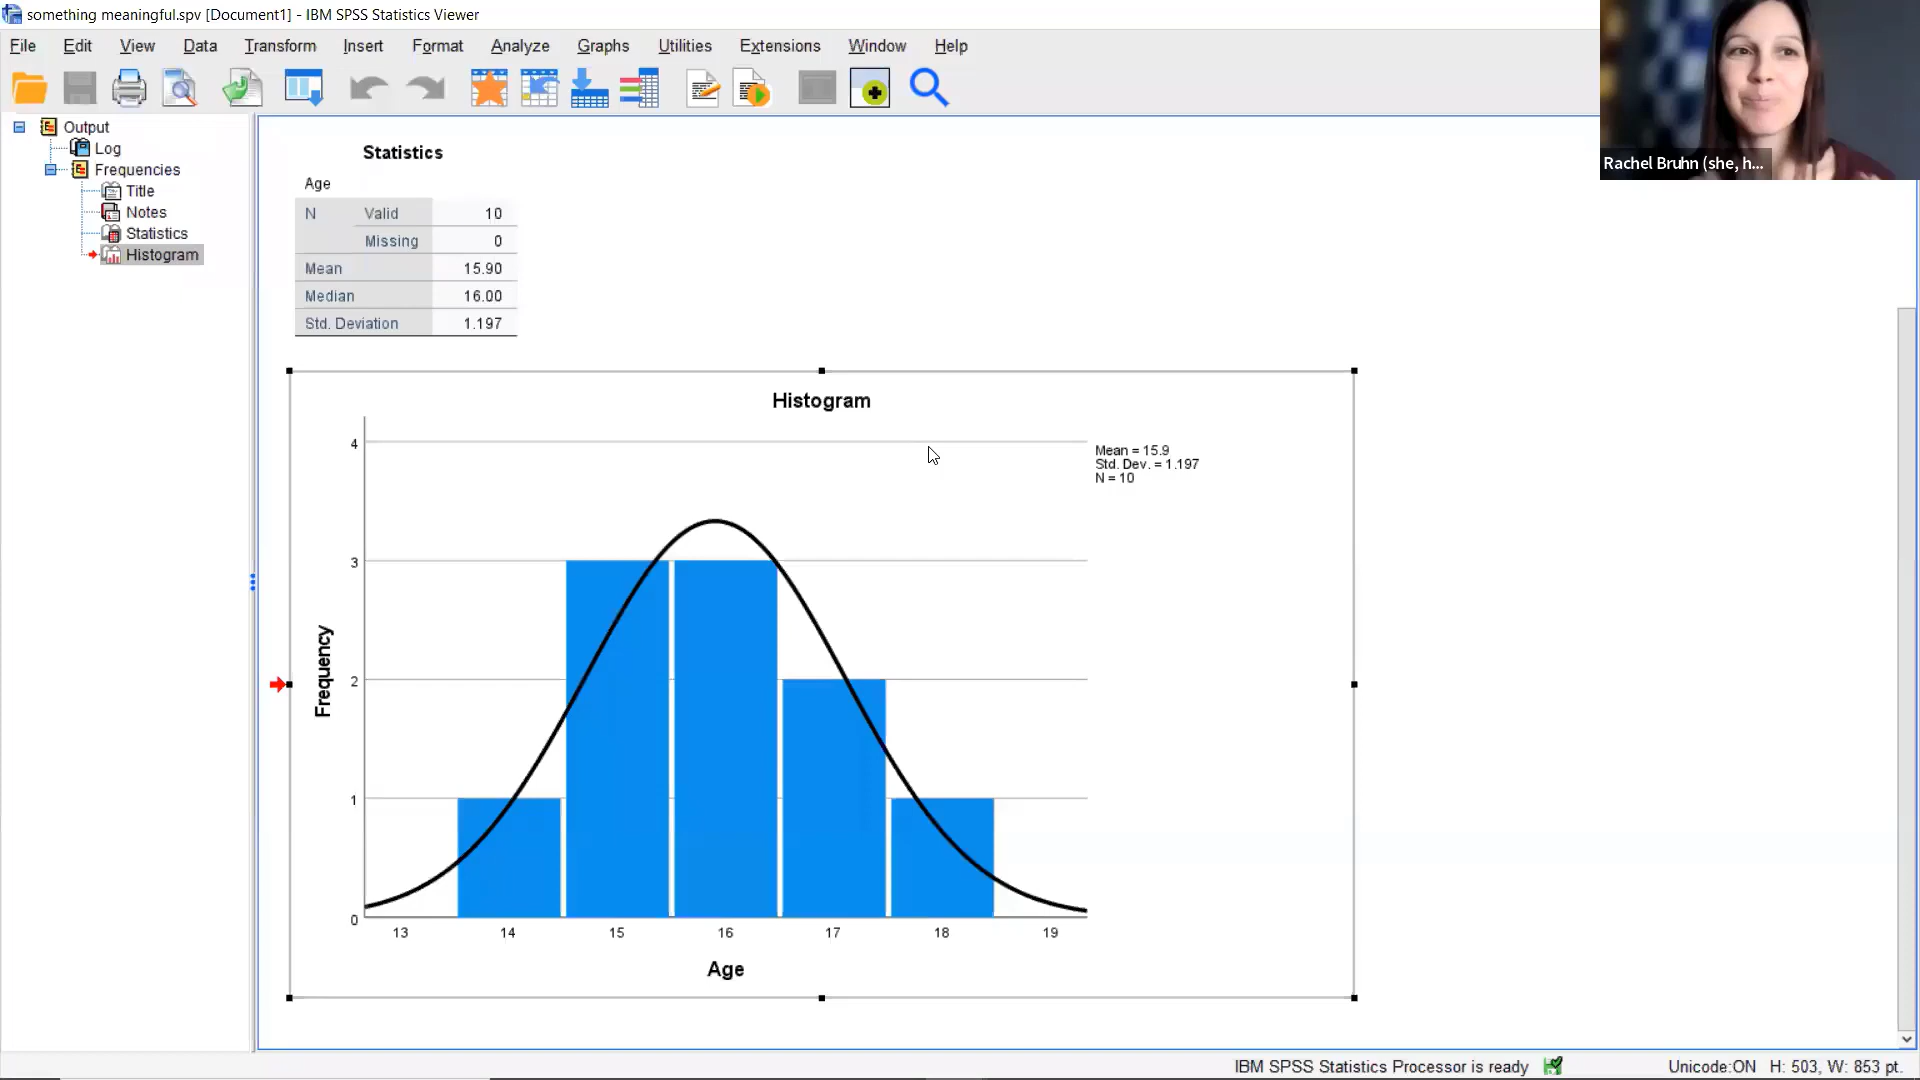 something meaningful.spv [Document1] - IBM SPSS Statistics Viewer
File Edit View Data Transform Insert Format Analyze Graphs Utilities Extensions Window Help
Rachel Bruhn (she, h...
Output
Log
Frequencies
Title
Notes
Statistics
Histogram
Statistics
Age
N Valid 10
Missing 0
Mean 15.90
Median 16.00
Std. Deviation 1.197
Histogram
Mean = 15.9
Std. Dev. = 1.197
N = 10
4
3
2
1
0
Frequency
13 14 15 16 17 18 19
Age
IBM SPSS Statistics Processor is ready Unicode:ON H: 503, W: 853 pt.